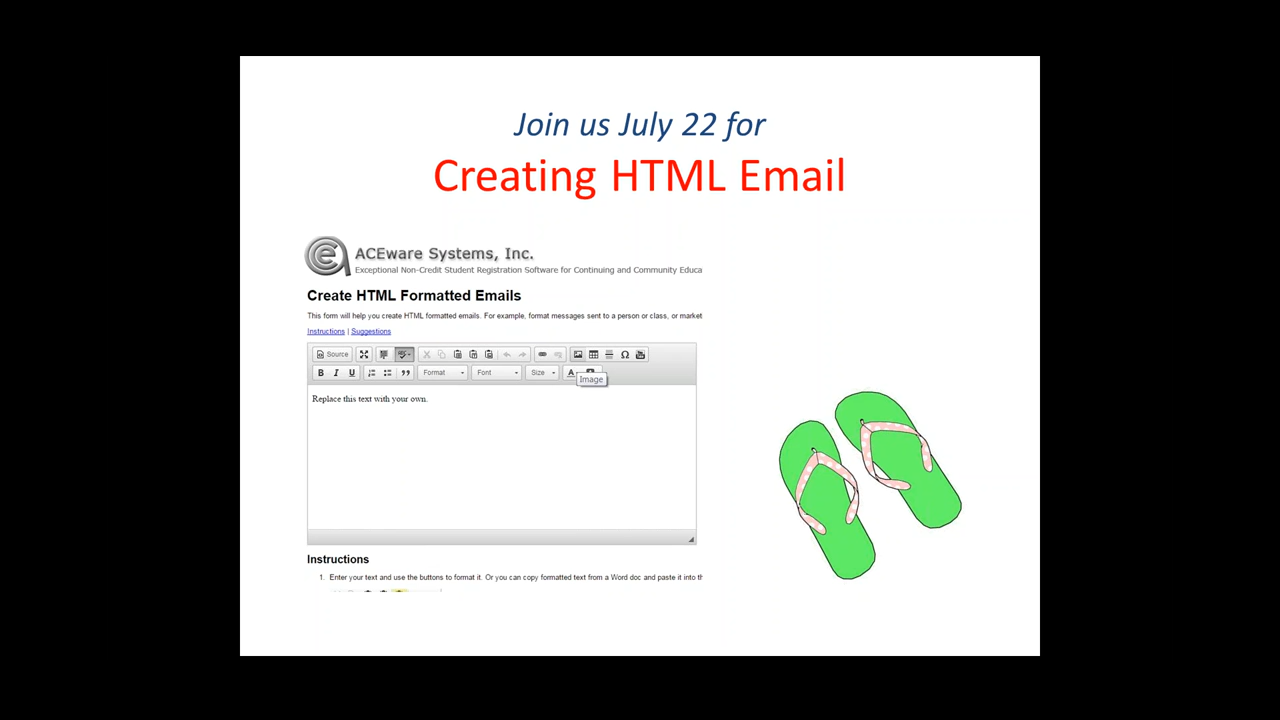 Join us July 22 for
Creating HTML Email
ACEware Systems, Inc.
Exceptional Non-Credit Student Registration Software for Continuing and Community Educa
Create HTML Formatted Emails
This form will help you create HTML formatted emails. For example, format messages sent to a person or class, or market
Instructions | Suggestions
Source
B I U Format Font Size A
Image
Replace this text with your own.
Instructions
1. Enter your text and use the buttons to format it. Or you can copy formatted text from a Word doc and paste it into th